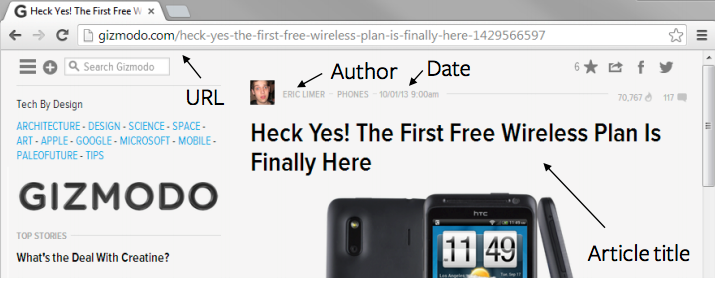 Heck Yes! The First Free W
gizmodo.com/heck-yes-the-first-free-wireless-plan-is-finally-here-1429566597
Search Gizmodo
6
URL
Author
Date
Tech By Design
ERIC LIMER – PHONES – 10/01/13 9:00am
70,767
117
ARCHITECTURE - DESIGN - SCIENCE - SPACE -
ART - APPLE - GOOGLE - MICROSOFT - MOBILE -
PALEOFUTURE - TIPS
Heck Yes! The First Free Wireless Plan Is
Finally Here
GIZMODO
TOP STORIES
What's the Deal With Creatine?
hTC
11 49
Los Angeles
Article title